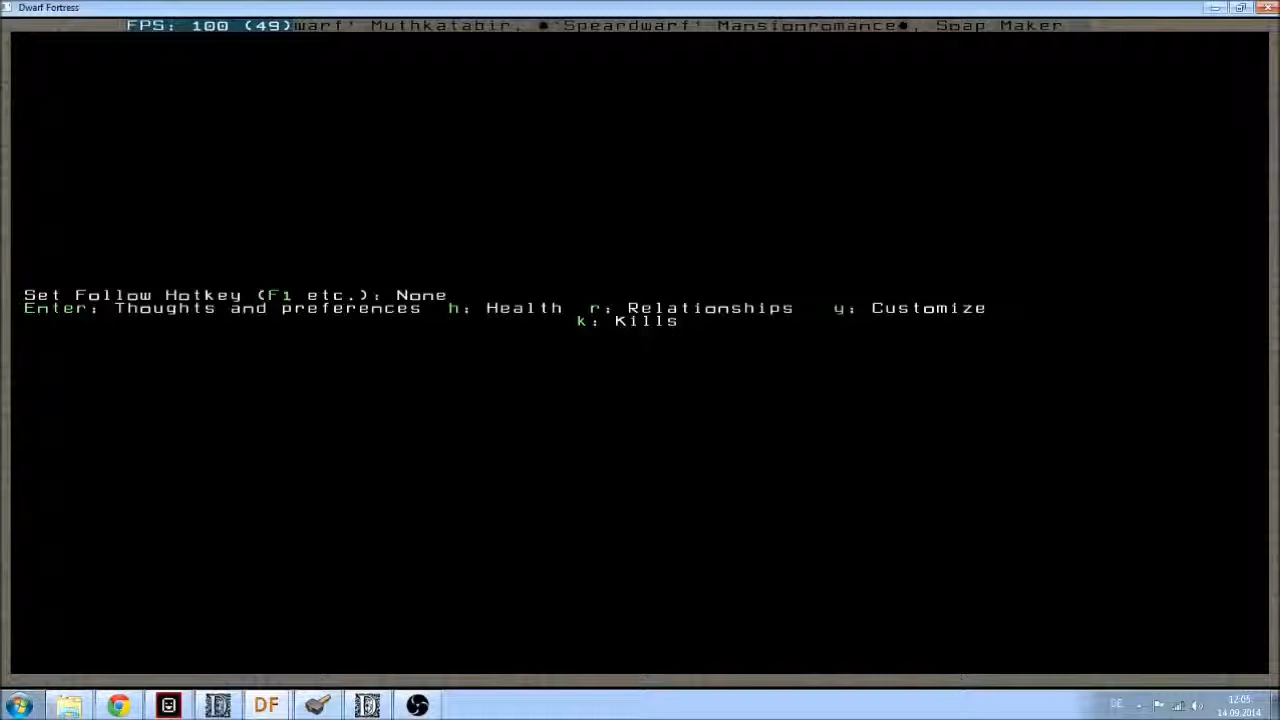 Dwarf Fortress
FPS: 100 (49)warf' Muthkatabir, ●`Speardwarf' Mansionromance●, Soap Maker
Set Follow Hotkey (F1 etc.): None
Enter: Thoughts and preferences h: Health r: Relationships y: Customize
k: Kills
DF
DE
12:05
14.09.2014